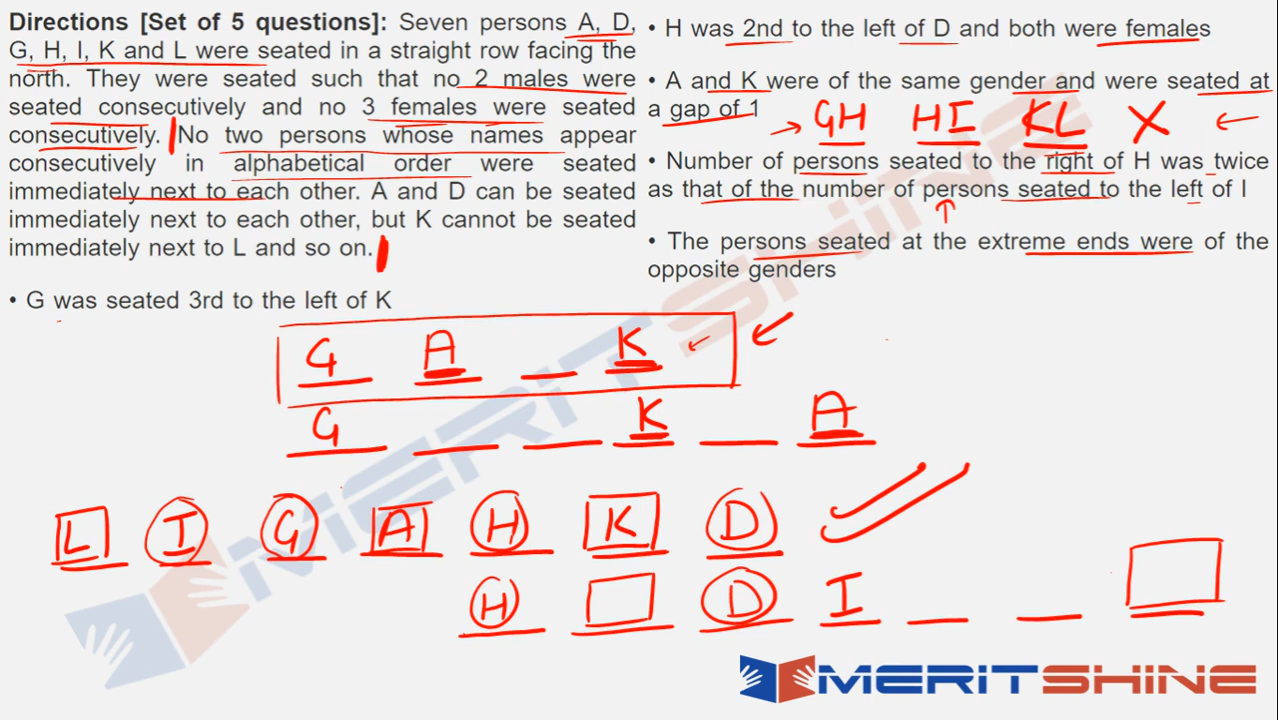 Directions [Set of 5 questions]: Seven persons A, D,
G, H, I, K and L were seated in a straight row facing the
north. They were seated such that no 2 males were
seated consecutively and no 3 females were seated
consecutively. No two persons whose names appear
consecutively in alphabetical order were seated
immediately next to each other. A and D can be seated
immediately next to each other, but K cannot be seated
immediately next to L and so on.
• G was seated 3rd to the left of K
• H was 2nd to the left of D and both were females
• A and K were of the same gender and were seated at
a gap of 1
GH HI KL X
• Number of persons seated to the right of H was twice
as that of the number of persons seated to the left of I
• The persons seated at the extreme ends were of the
opposite genders
G A K
G K A
L I G A H K D
H D I
MERITSHINE
MERITSHINE